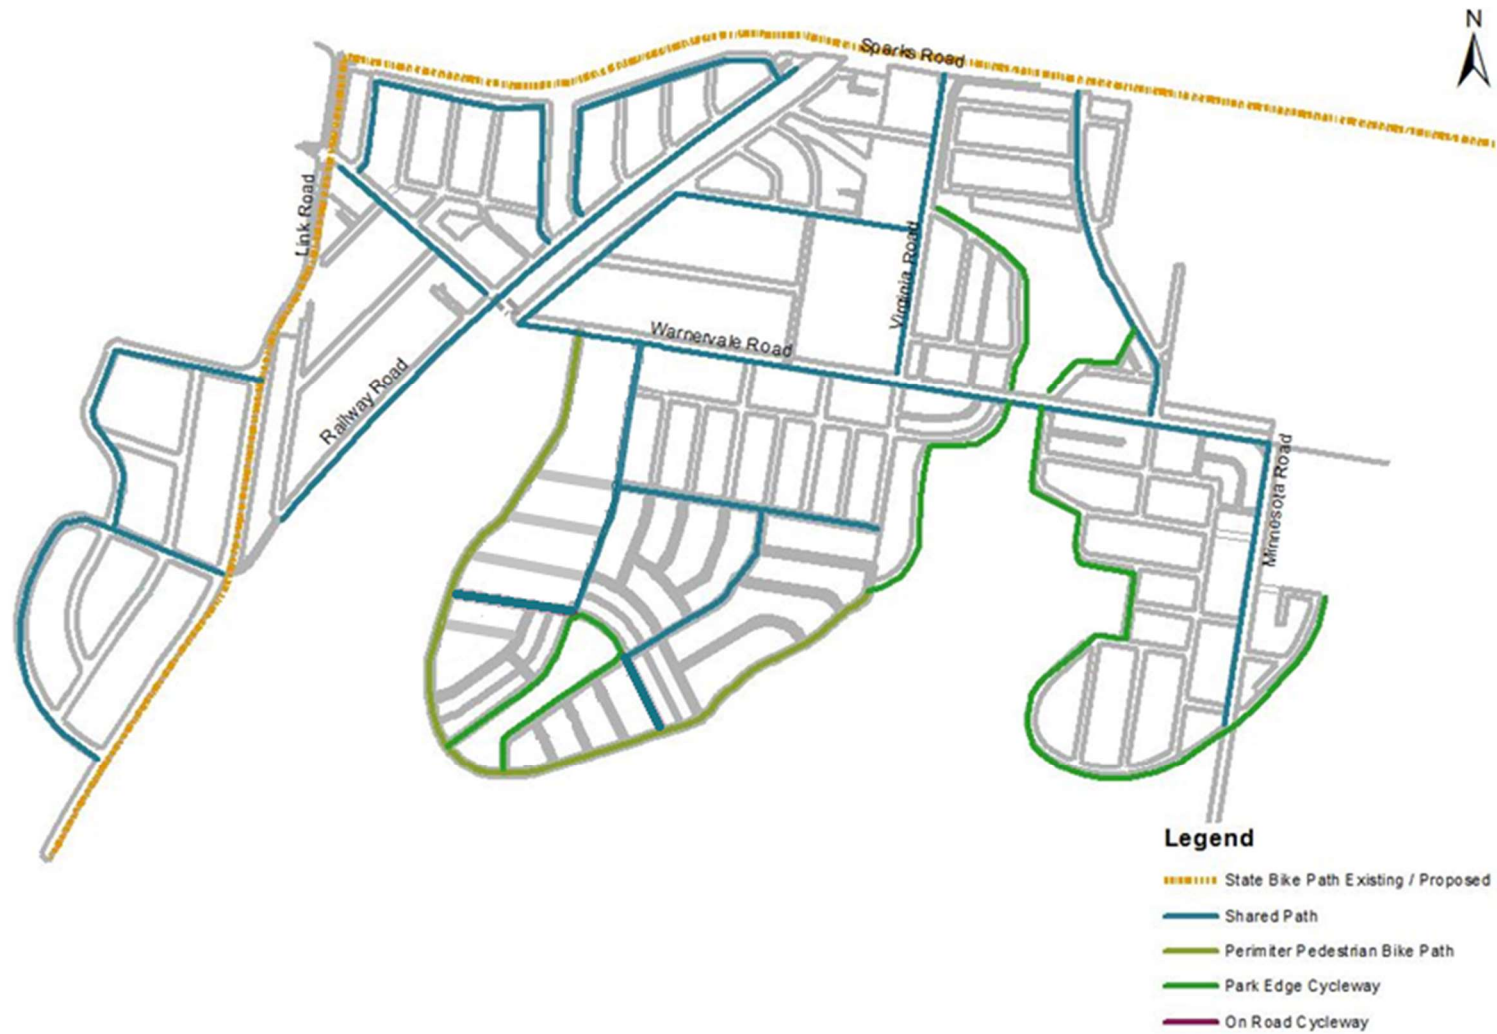 N
Sparks Road
Link Road
Virginia Road
Warnervale Road
Railway Road
Minnesota Road
Legend
State Bike Path Existing / Proposed
Shared Path
Perimiter Pedestrian Bike Path
Park Edge Cycleway
On Road Cycleway